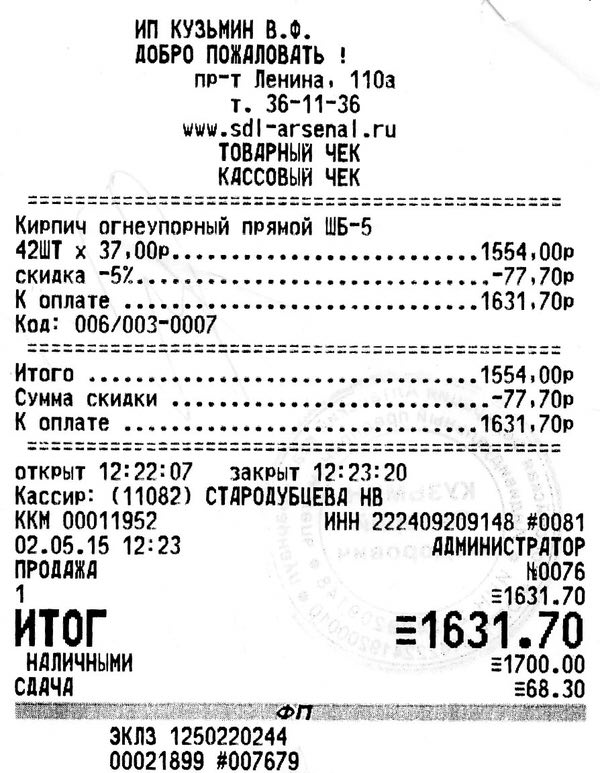 ИП КУЗЬМИН В.Ф.
ДОБРО ПОЖАЛОВАТЬ !
пр-т Ленина, 110а
т. 36-11-36
www.sdl-arsenal.ru
ТОВАРНЫЙ ЧЕК
КАССОВЫЙ ЧЕК
============================================
Кирпич огнеупорный прямой ШБ-5
42ШТ х 37,00р.........................1554,00р
скидка -5%..............................-77,70р
К оплате .............................1631,70р
Код: 006/003-0007
============================================
Итого ................................1554,00р
Сумма скидки .........................-77,70р
К оплате .............................1631,70р
============================================
открыт 12:22:07 закрыт 12:23:20
Кассир: (11082) СТАРОДУБЦЕВА НВ
ККМ 00011952 ИНН 222409209148 #0081
02.05.15 12:23 АДМИНИСТРАТОР
ПРОДАЖА №0076
1 ≡1631.70
ИТОГ ≡1631.70
НАЛИЧНЫМИ ≡1700.00
СДАЧА ≡68.30
ФП
ЭКЛЗ 1250220244
00021899 #007679